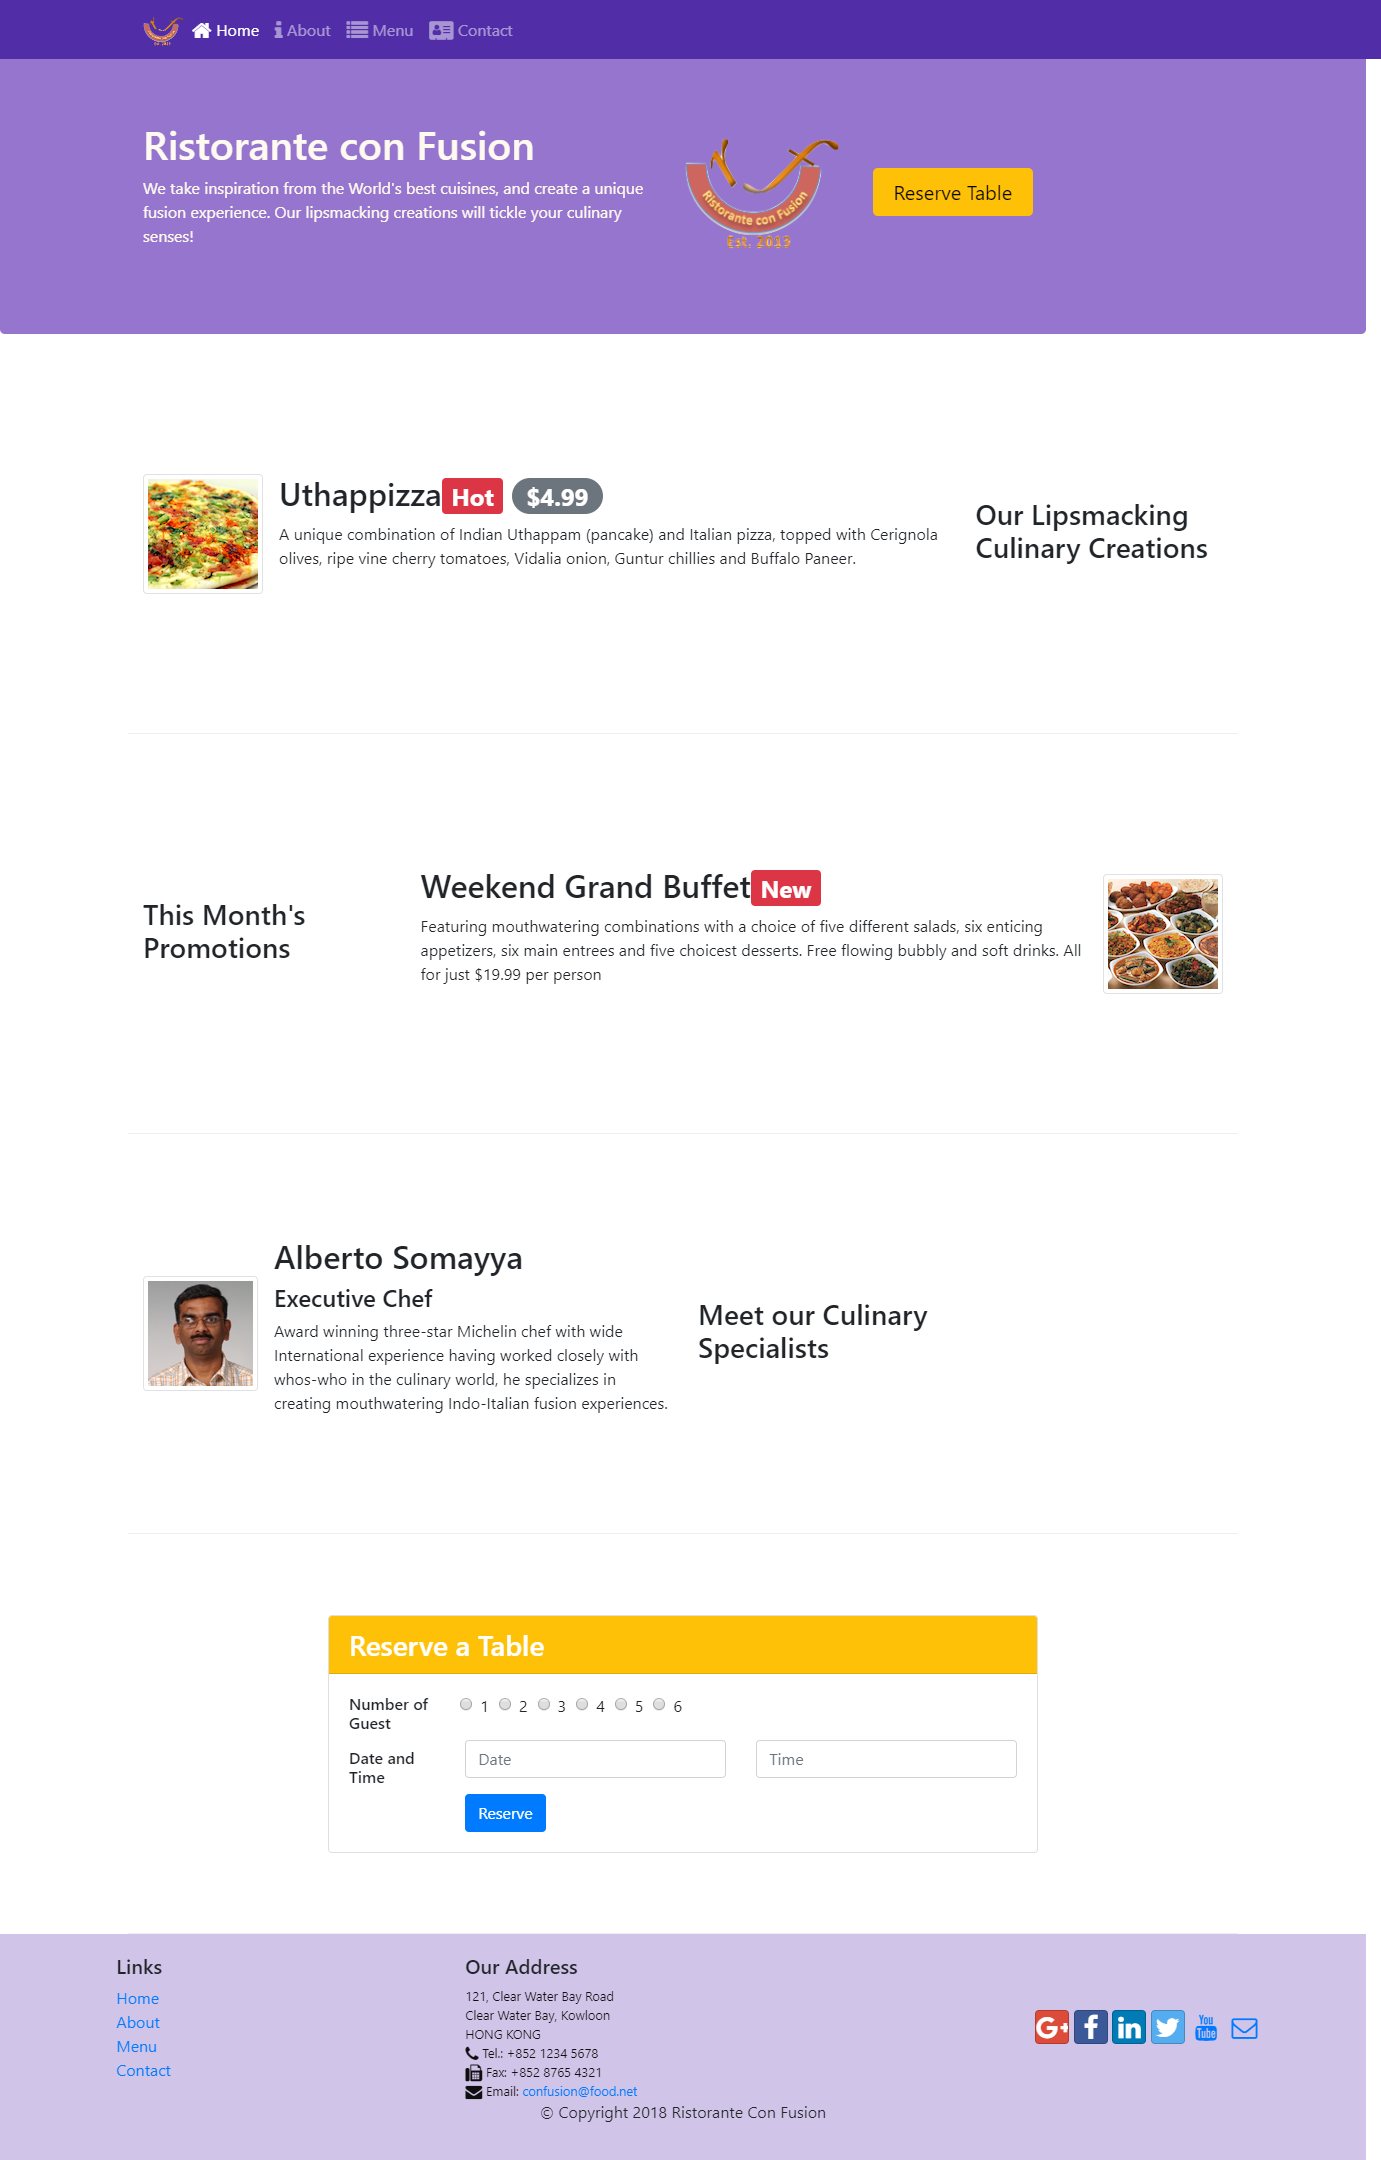 Home About Menu Contact
Ristorante con Fusion
We take inspiration from the World's best cuisines, and create a unique
fusion experience. Our lipsmacking creations will tickle your culinary
senses!
Ristorante con Fusion
Est. 2013
Reserve Table
Uthappizza Hot $4.99
A unique combination of Indian Uthappam (pancake) and Italian pizza, topped with Cerignola
olives, ripe vine cherry tomatoes, Vidalia onion, Guntur chillies and Buffalo Paneer.
Our Lipsmacking
Culinary Creations
This Month's
Promotions
Weekend Grand Buffet New
Featuring mouthwatering combinations with a choice of five different salads, six enticing
appetizers, six main entrees and five choicest desserts. Free flowing bubbly and soft drinks. All
for just $19.99 per person
Alberto Somayya
Executive Chef
Award winning three-star Michelin chef with wide
International experience having worked closely with
whos-who in the culinary world, he specializes in
creating mouthwatering Indo-Italian fusion experiences.
Meet our Culinary
Specialists
Reserve a Table
Number of
Guest
1 2 3 4 5 6
Date and
Time
Date
Time
Reserve
Links
Home
About
Menu
Contact
Our Address
121, Clear Water Bay Road
Clear Water Bay, Kowloon
HONG KONG
Tel.: +852 1234 5678
Fax: +852 8765 4321
Email: confusion@food.net
G+ f in You Tube
© Copyright 2018 Ristorante Con Fusion